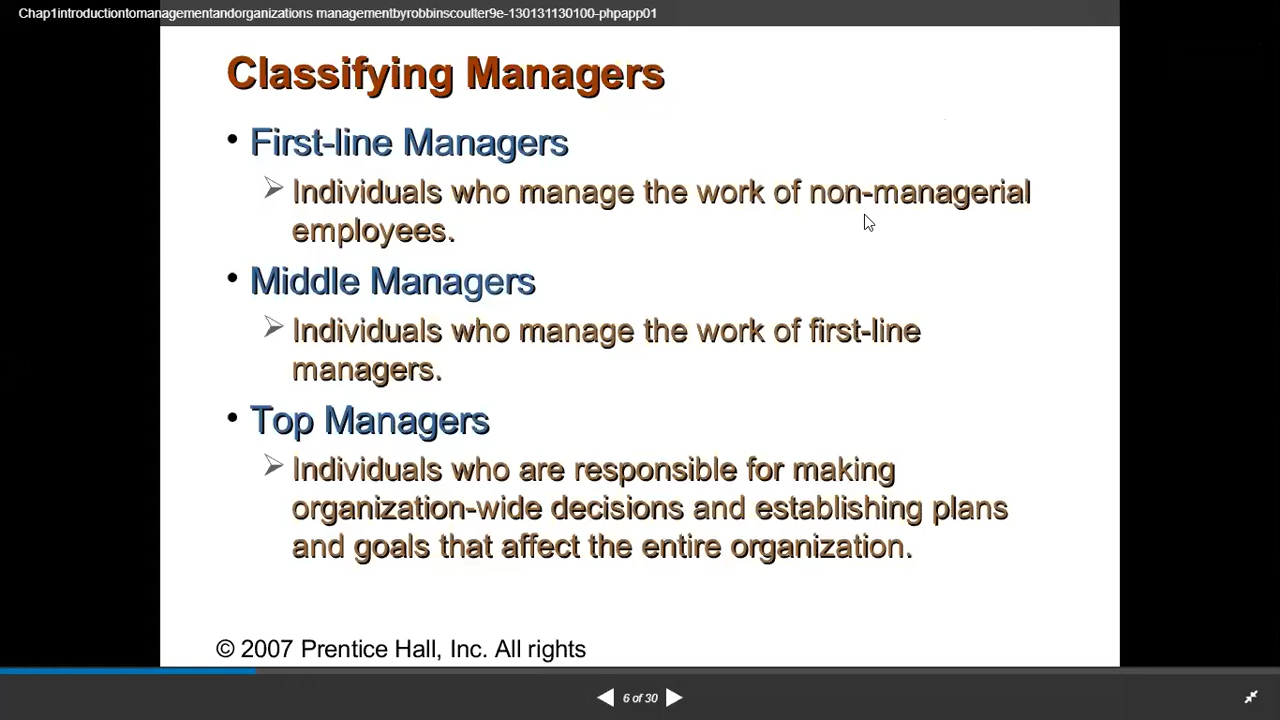 Chap1introductiontomanagementandorganizations managementbyrobbinscoulter9e-130131130100-phpapp01
Classifying Managers
• First-line Managers
➢ Individuals who manage the work of non-managerial
employees.
• Middle Managers
➢ Individuals who manage the work of first-line
managers.
• Top Managers
➢ Individuals who are responsible for making
organization-wide decisions and establishing plans
and goals that affect the entire organization.
© 2007 Prentice Hall, Inc. All rights
6 of 30